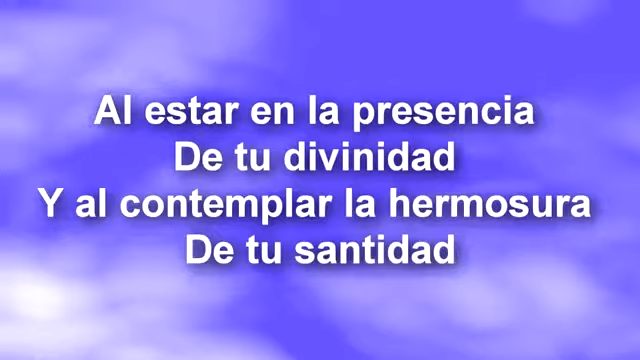 Al estar en la presencia
De tu divinidad
Y al contemplar la hermosura
De tu santidad